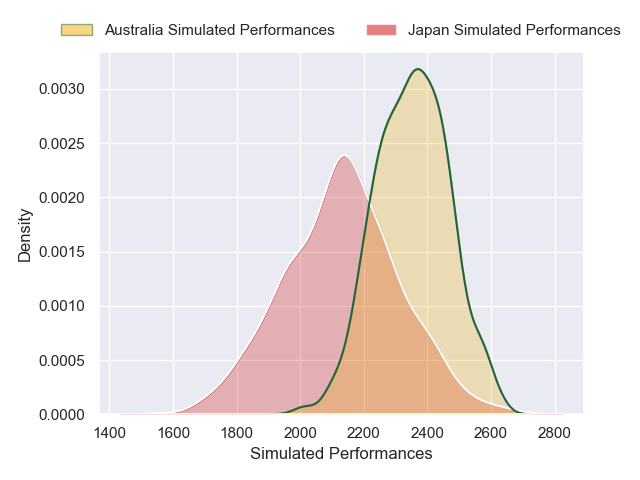 Australia Simulated Performances
Japan Simulated Performances
0.0030
0.0025
0.0020
0.0015
0.0010
0.0005
0.0000
Density
1400 1600 1800 2000 2200 2400 2600 2800
Simulated Performances